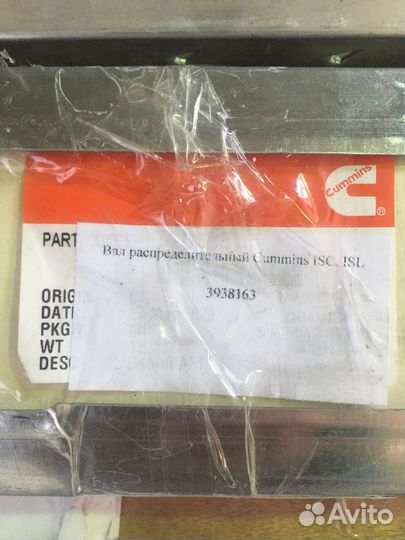 Cummins
®
PART
Вал распределительный Cummins ISC, ISL
3938163
ORIG
DATE
PKG
WT
DESC
Avito